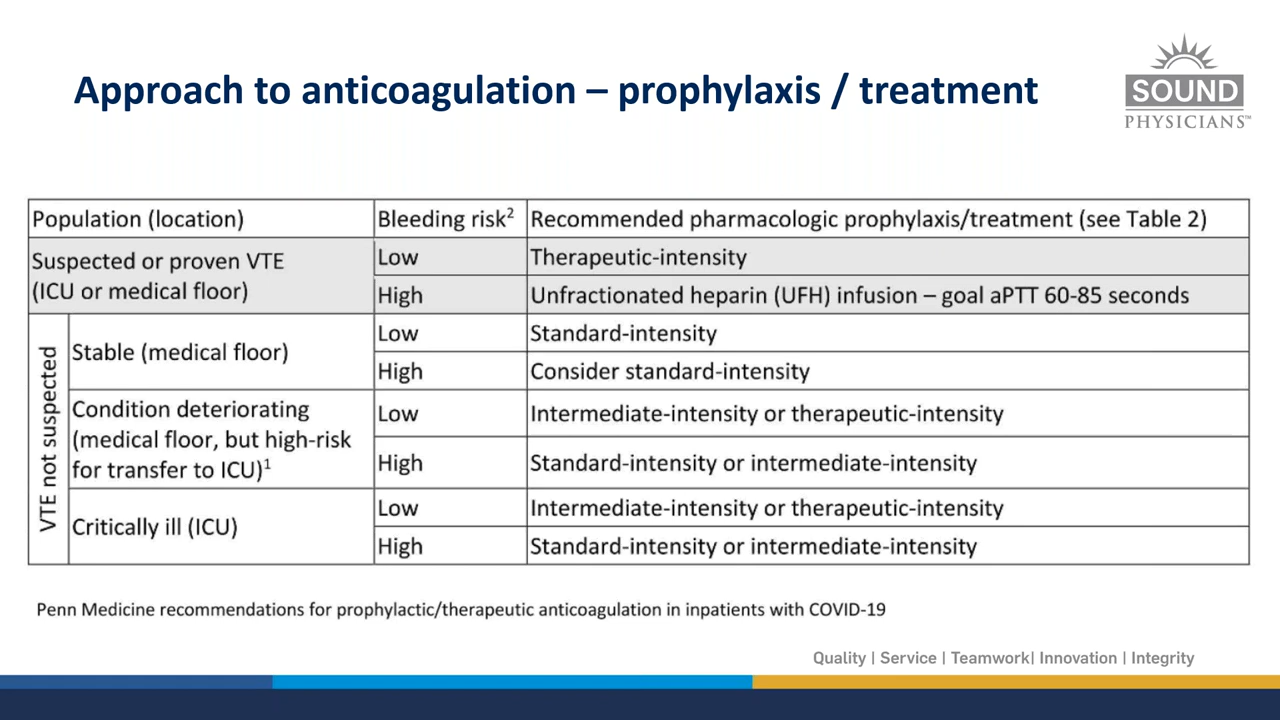 Approach to anticoagulation – prophylaxis / treatment
SOUND
PHYSICIANS™
Population (location)
Bleeding risk²
Recommended pharmacologic prophylaxis/treatment (see Table 2)
Suspected or proven VTE
(ICU or medical floor)
Low
Therapeutic-intensity
High
Unfractionated heparin (UFH) infusion – goal aPTT 60-85 seconds
VTE not suspected
Stable (medical floor)
Low
Standard-intensity
High
Consider standard-intensity
Condition deteriorating
(medical floor, but high-risk
for transfer to ICU)¹
Low
Intermediate-intensity or therapeutic-intensity
High
Standard-intensity or intermediate-intensity
Critically ill (ICU)
Low
Intermediate-intensity or therapeutic-intensity
High
Standard-intensity or intermediate-intensity
Penn Medicine recommendations for prophylactic/therapeutic anticoagulation in inpatients with COVID-19
Quality | Service | Teamwork| Innovation | Integrity